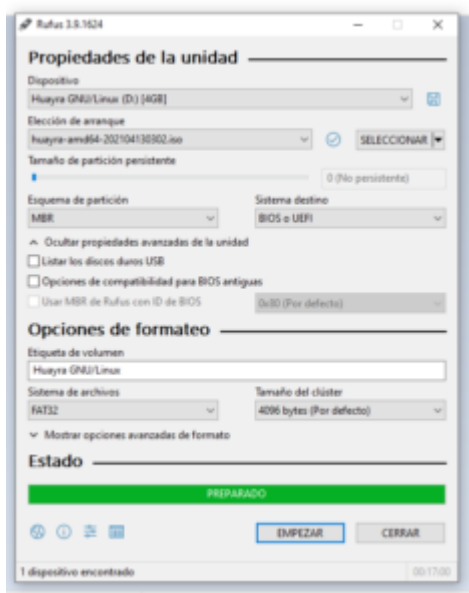 Rufus 3.9.1624
Propiedades de la unidad
Dispositivo
Huayra GNU/Linux (D:) [4GB]
Elección de arranque
huayra-amd64-202104130302.iso
SELECCIONAR
Tamaño de partición persistente
0 (No persistente)
Esquema de partición Sistema destino
MBR BIOS o UEFI
Ocultar propiedades avanzadas de la unidad
Listar los discos duros USB
Opciones de compatibilidad para BIOS antiguas
Usar MBR de Rufus con ID de BIOS 0x80 (Por defecto)
Opciones de formateo
Etiqueta de volumen
Huayra GNU/Linux
Sistema de archivos Tamaño del clúster
FAT32 4096 bytes (Por defecto)
Mostrar opciones avanzadas de formato
Estado
PREPARADO
EMPEZAR CERRAR
1 dispositivo encontrado 00:17:00